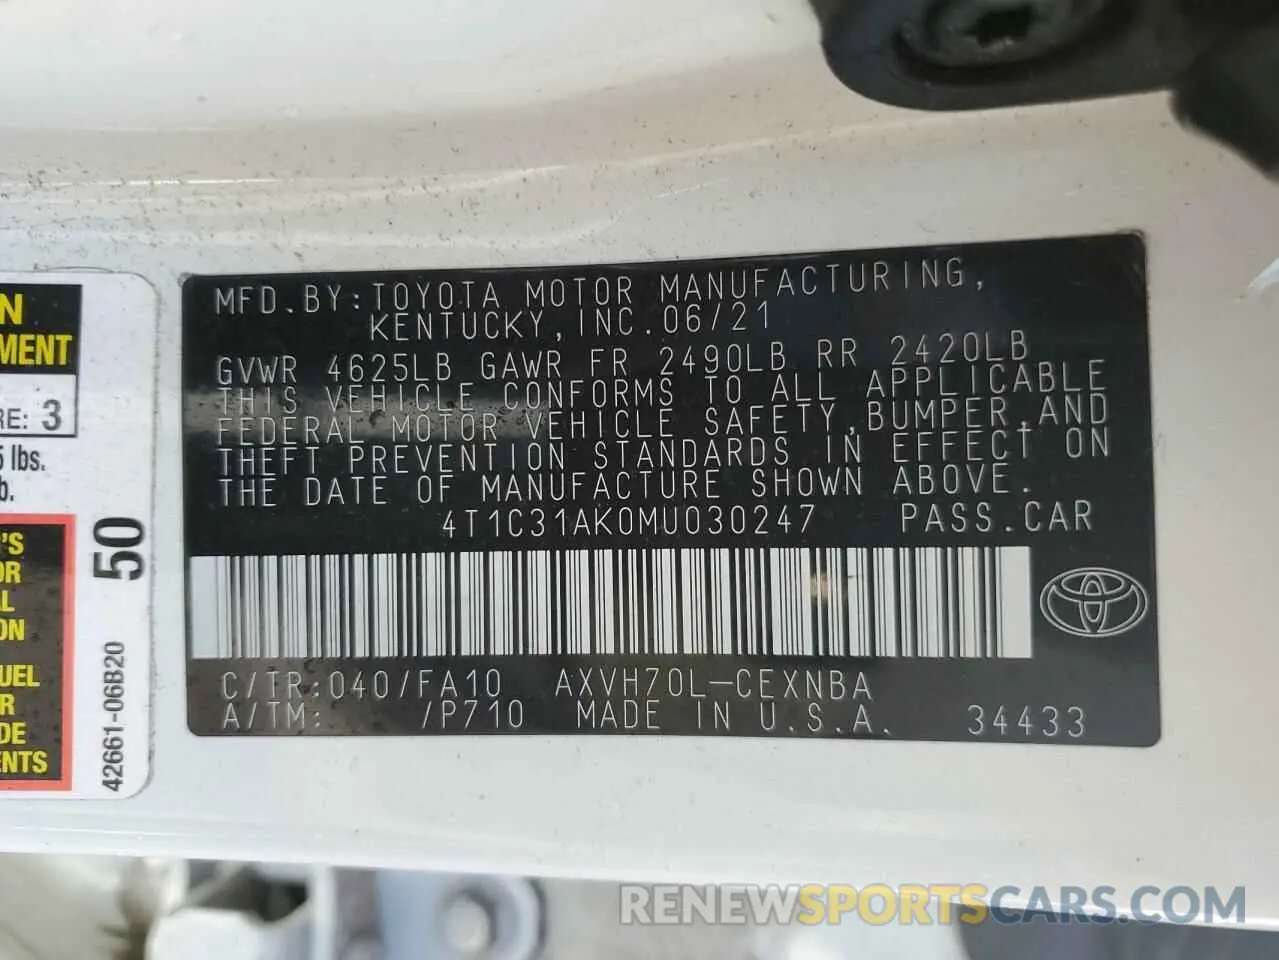 MFD.BY:TOYOTA MOTOR MANUFACTURING,
KENTUCKY,INC.06/21
GVWR 4625LB GAWR FR 2490LB RR 2420LB
THIS VEHICLE CONFORMS TO ALL APPLICABLE
FEDERAL MOTOR VEHICLE SAFETY,BUMPER,AND
THEFT PREVENTION STANDARDS IN EFFECT ON
THE DATE OF MANUFACTURE SHOWN ABOVE.
4T1C31AK0MU030247 PASS.CAR
C/TR:040/FA10 AXVH70L-CEXNBA
A/TM: /P710 MADE IN U.S.A. 34433
N
MENT
RE: 3
5 lbs.
b.
'S
OR
L
ON
UEL
R
DE
ENTS
50
42661-06B20
RENEWSPORTSCARS.COM